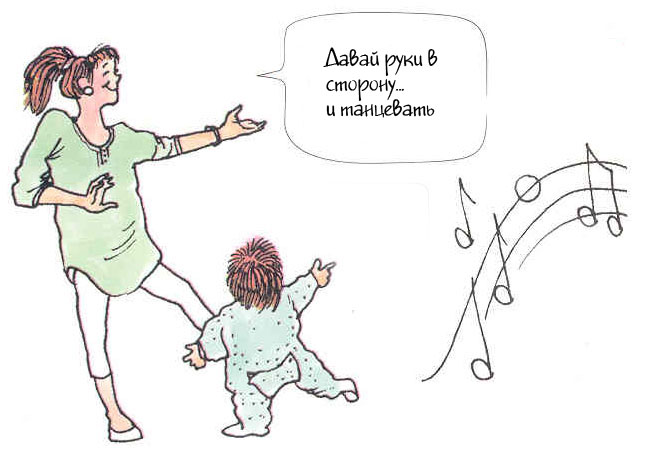 Давай руки в
сторону...
и танцевать